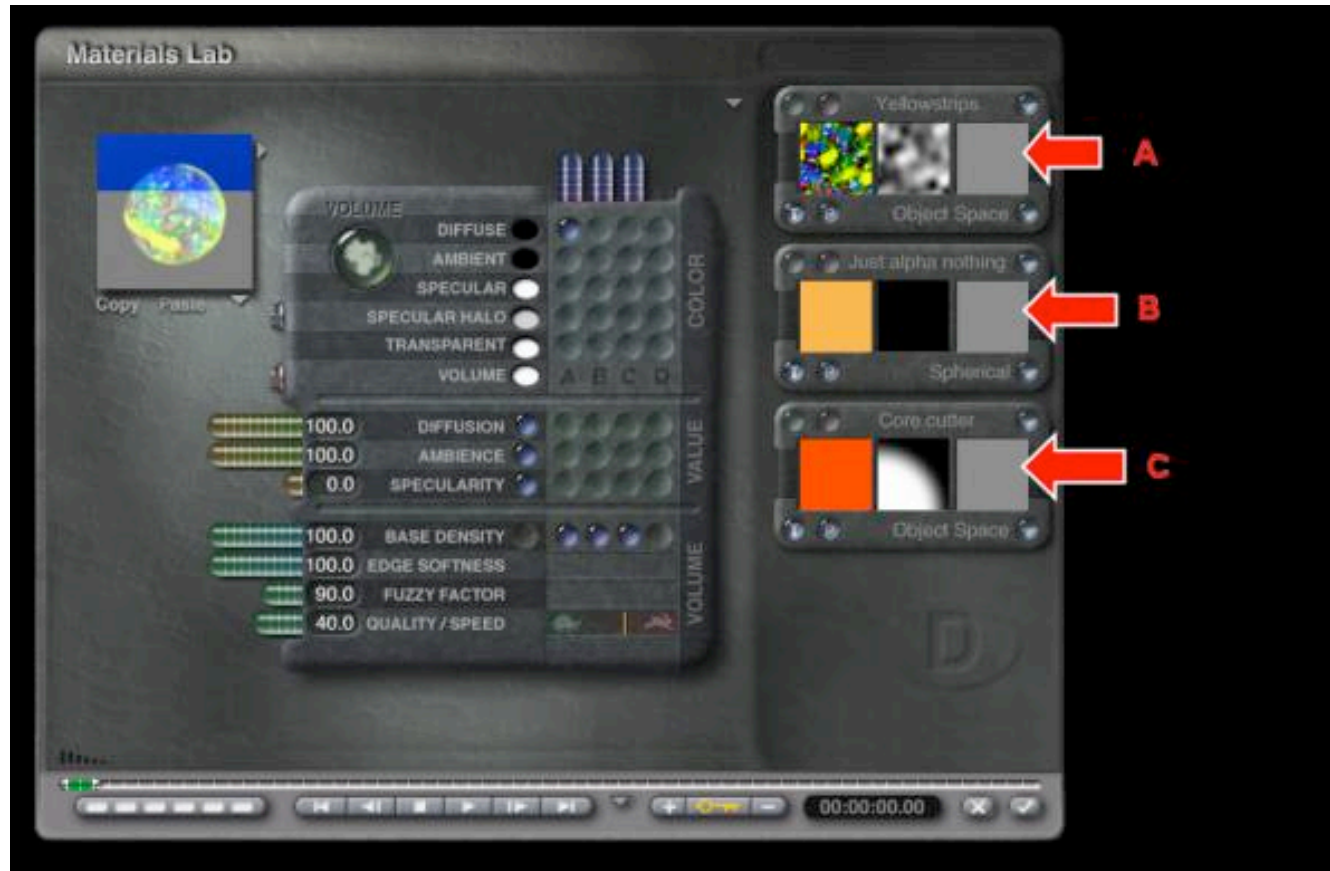 Materials Lab
Copy Paste
VOLUME
DIFFUSE
AMBIENT
SPECULAR
SPECULAR HALO
TRANSPARENT
VOLUME
A B C D
COLOR
100.0 DIFFUSION
100.0 AMBIENCE
0.0 SPECULARITY
VALUE
100.0 BASE DENSITY
100.0 EDGE SOFTNESS
90.0 FUZZY FACTOR
40.0 QUALITY / SPEED
VOLUME
Yellowstrips
A
Object Space
Just alpha nothing
B
Spherical
Core cutter
C
Object Space
D
00:00:00.00